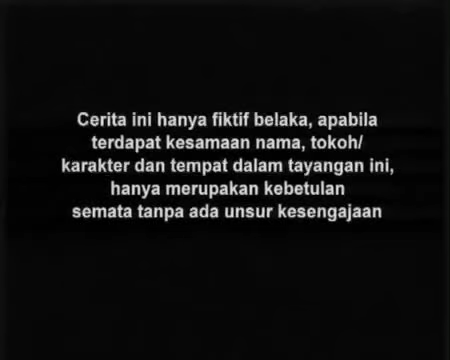 Cerita ini hanya fiktif belaka, apabila
terdapat kesamaan nama, tokoh/
karakter dan tempat dalam tayangan ini,
hanya merupakan kebetulan
semata tanpa ada unsur kesengajaan